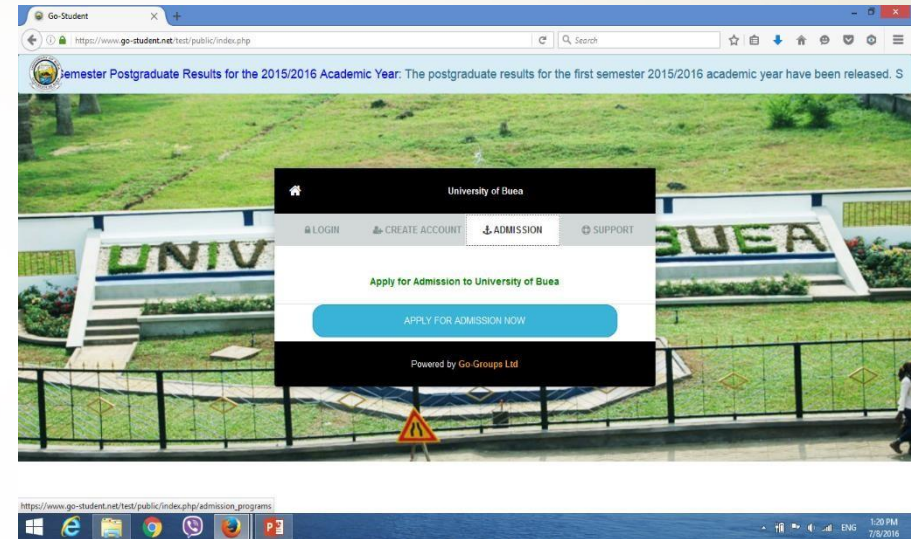 Go-Student
https://www.go-student.net/test/public/index.php
Search
Semester Postgraduate Results for the 2015/2016 Academic Year: The postgraduate results for the first semester 2015/2016 academic year have been released. S
University of Buea
LOGIN CREATE ACCOUNT ADMISSION SUPPORT
UNIV BUEA
Apply for Admission to University of Buea
APPLY FOR ADMISSION NOW
Powered by Go-Groups Ltd
https://www.go-student.net/test/public/index.php/admission_programs
ENG 1:20 PM
7/8/2016